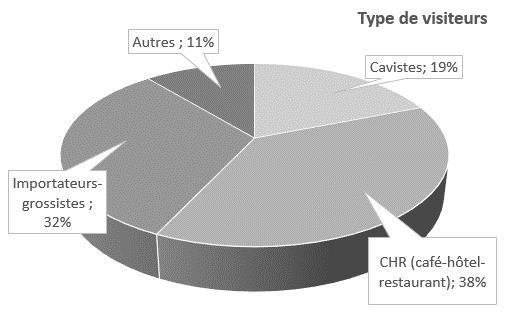 Type de visiteurs
Autres ; 11%
Cavistes; 19%
Importateurs-
grossistes ;
32%
CHR (café-hôtel-
restaurant); 38%